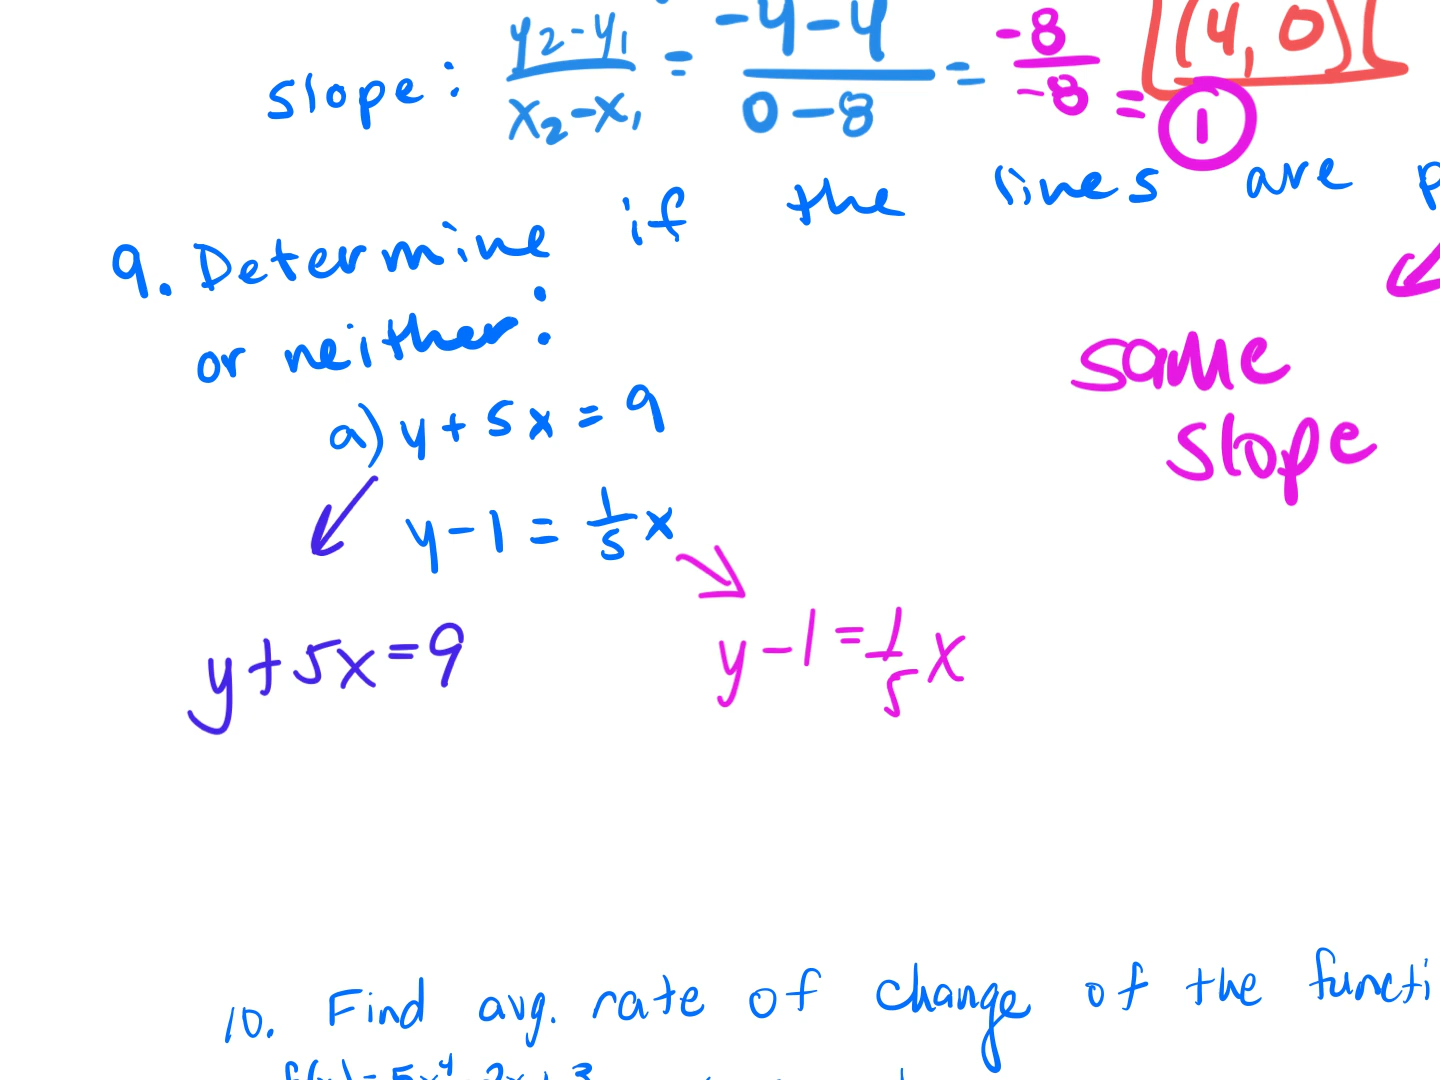 slope: y₂-y₁/x₂-x₁ = -4-4/0-8 = -8/-8 = 1
(4, 0)
9. Determine if the lines are p
or neither:
same
slope
a) y + 5x = 9
y - 1 = 1/5 x
y+5x=9
y-1=1/5 x
10. Find avg. rate of change of the functi